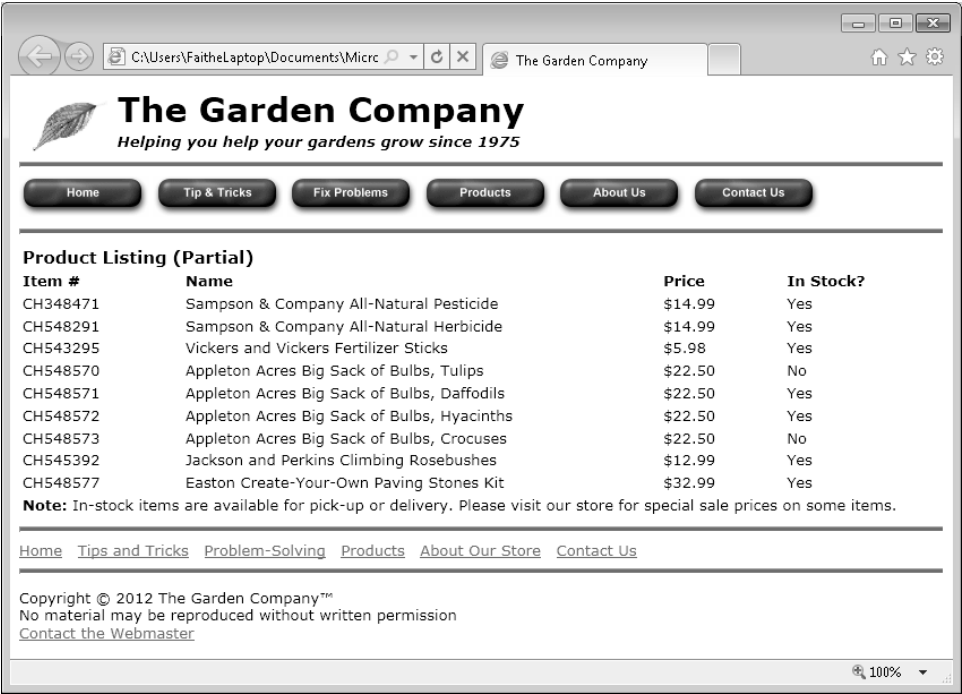 C:\Users\FaitheLaptop\Documents\Micrc
The Garden Company
The Garden Company
Helping you help your gardens grow since 1975
Home Tip & Tricks Fix Problems Products About Us Contact Us
Product Listing (Partial)
Item # Name Price In Stock?
CH348471 Sampson & Company All-Natural Pesticide $14.99 Yes
CH548291 Sampson & Company All-Natural Herbicide $14.99 Yes
CH543295 Vickers and Vickers Fertilizer Sticks $5.98 Yes
CH548570 Appleton Acres Big Sack of Bulbs, Tulips $22.50 No
CH548571 Appleton Acres Big Sack of Bulbs, Daffodils $22.50 Yes
CH548572 Appleton Acres Big Sack of Bulbs, Hyacinths $22.50 Yes
CH548573 Appleton Acres Big Sack of Bulbs, Crocuses $22.50 No
CH545392 Jackson and Perkins Climbing Rosebushes $12.99 Yes
CH548577 Easton Create-Your-Own Paving Stones Kit $32.99 Yes
Note: In-stock items are available for pick-up or delivery. Please visit our store for special sale prices on some items.
Home Tips and Tricks Problem-Solving Products About Our Store Contact Us
Copyright © 2012 The Garden Company™
No material may be reproduced without written permission
Contact the Webmaster
100%